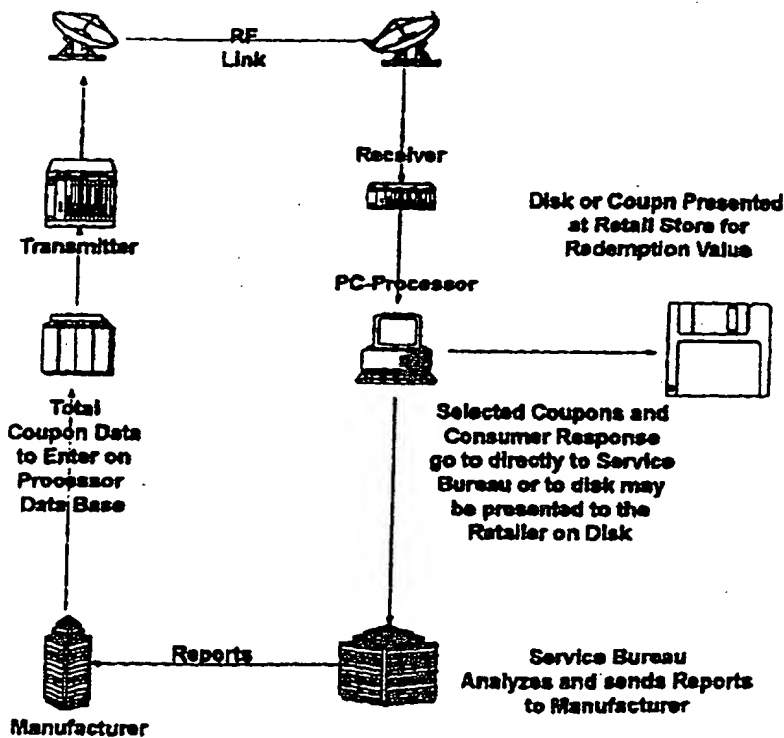 RF
Link
Receiver
Disk or Coupn Presented
at Retail Store for
Redemption Value
Transmitter
PC-Processor
Total
Coupon Data
to Enter on
Processor
Data Base
Selected Coupons and
Consumer Response
go to directly to Service
Bureau or to disk may
be presented to the
Retailer on Disk
Reports
Service Bureau
Analyzes and sends Reports
to Manufacturer
Manufacturer